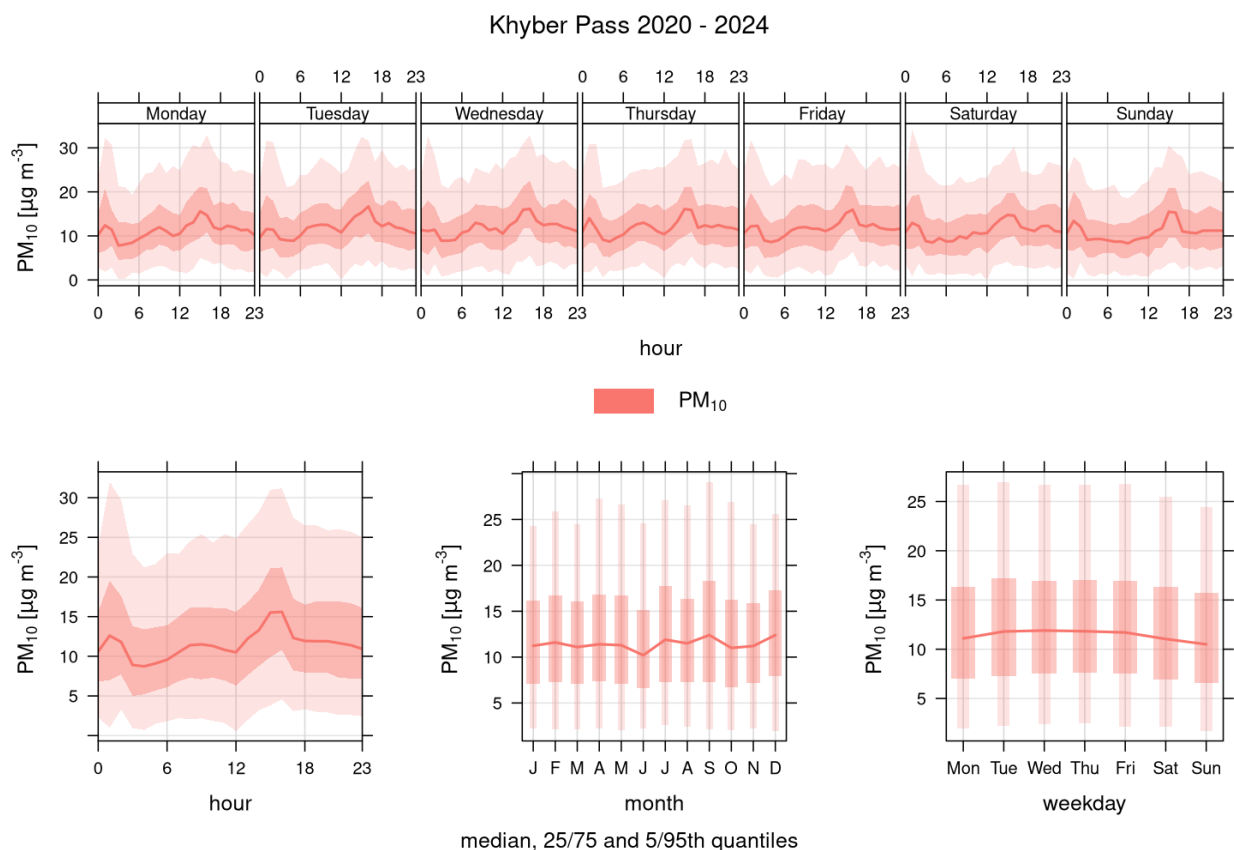 Khyber Pass 2020 - 2024
0 6 12 18 23 0 6 12 18 23 0 6 12 18 23
Monday Tuesday Wednesday Thursday Friday Saturday Sunday
PM₁₀ [µg m⁻³]
30
20
10
0
0 6 12 18 23 0 6 12 18 23 0 6 12 18 23 0 6 12 18 23
hour
PM₁₀
PM₁₀ [µg m⁻³]
30
25
20
15
10
5
0 6 12 18 23
hour
PM₁₀ [µg m⁻³]
25
20
15
10
5
J F M A M J J A S O N D
month
PM₁₀ [µg m⁻³]
25
20
15
10
5
Mon Tue Wed Thu Fri Sat Sun
weekday
median, 25/75 and 5/95th quantiles